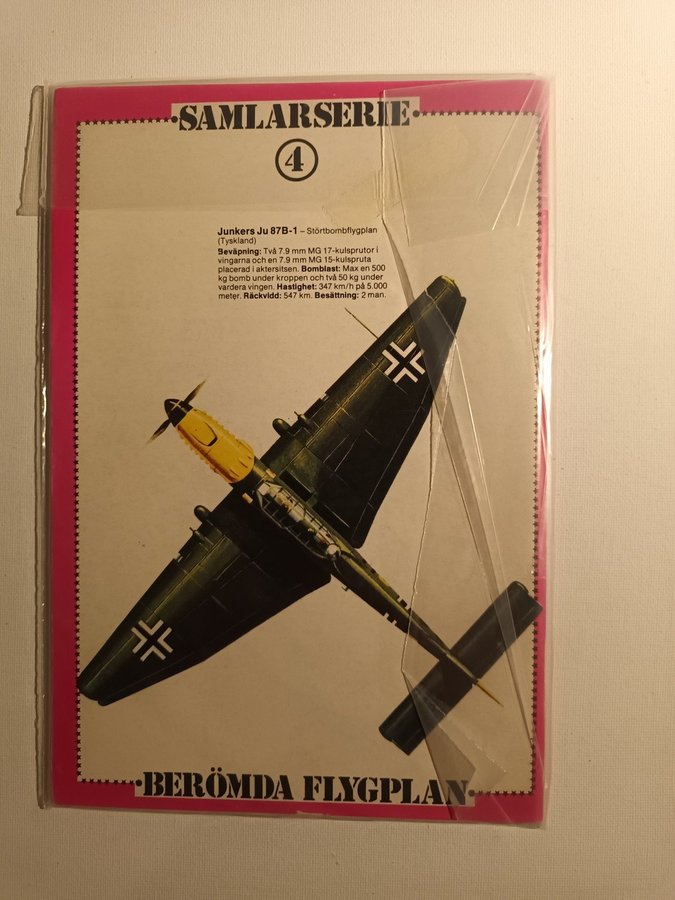 SAMLARSERIE
4
Junkers Ju 87B-1 – Störtbombflygplan
(Tyskland)
Beväpning: Två 7.9 mm MG 17-kulsprutor i
vingarna och en 7.9 mm MG 15-kulspruta
placerad i aktersitsen. Bomblast: Max en 500
kg bomb under kroppen och två 50 kg under
vardera vingen. Hastighet: 347 km/h på 5.000
meter. Räckvidd: 547 km. Besättning: 2 man.
BERÖMDA FLYGPLAN